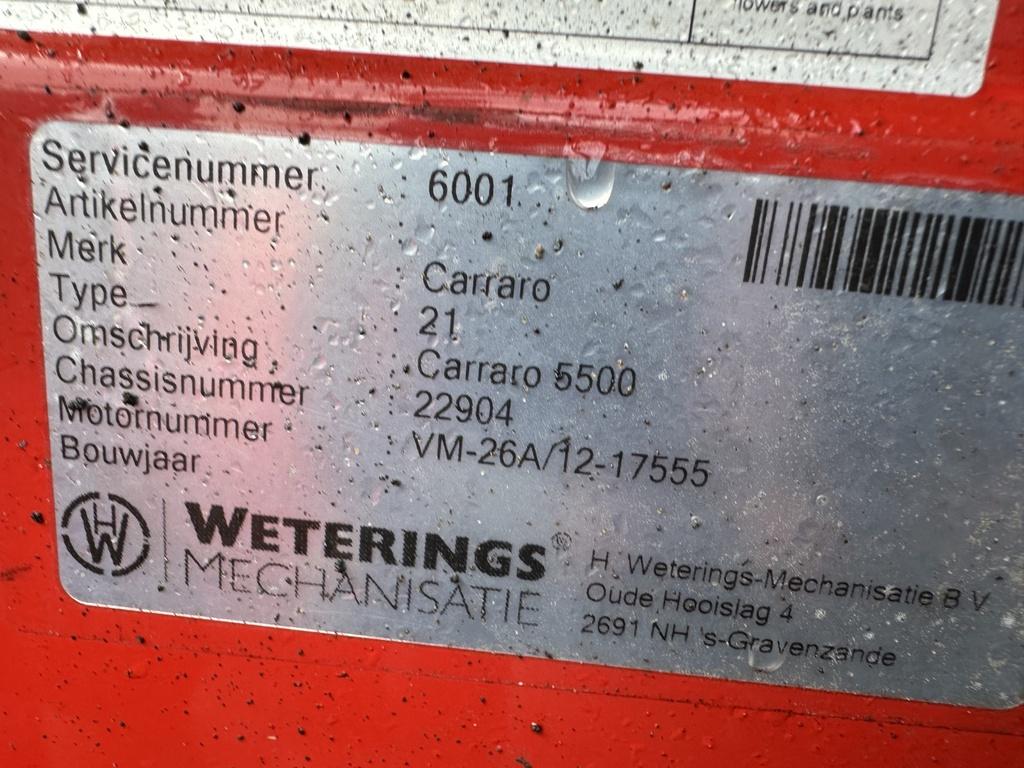 flowers and plants
Servicenummer : 6001
Artikelnummer :
Merk : Carraro
Type : 21
Omschrijving : Carraro 5500
Chassisnummer : 22904
Motornummer : VM-26A/12-17555
Bouwjaar :
HW WETERINGS®
MECHANISATIE
H. Weterings-Mechanisatie B V
Oude Hooislag 4
2691 NH 's-Gravenzande